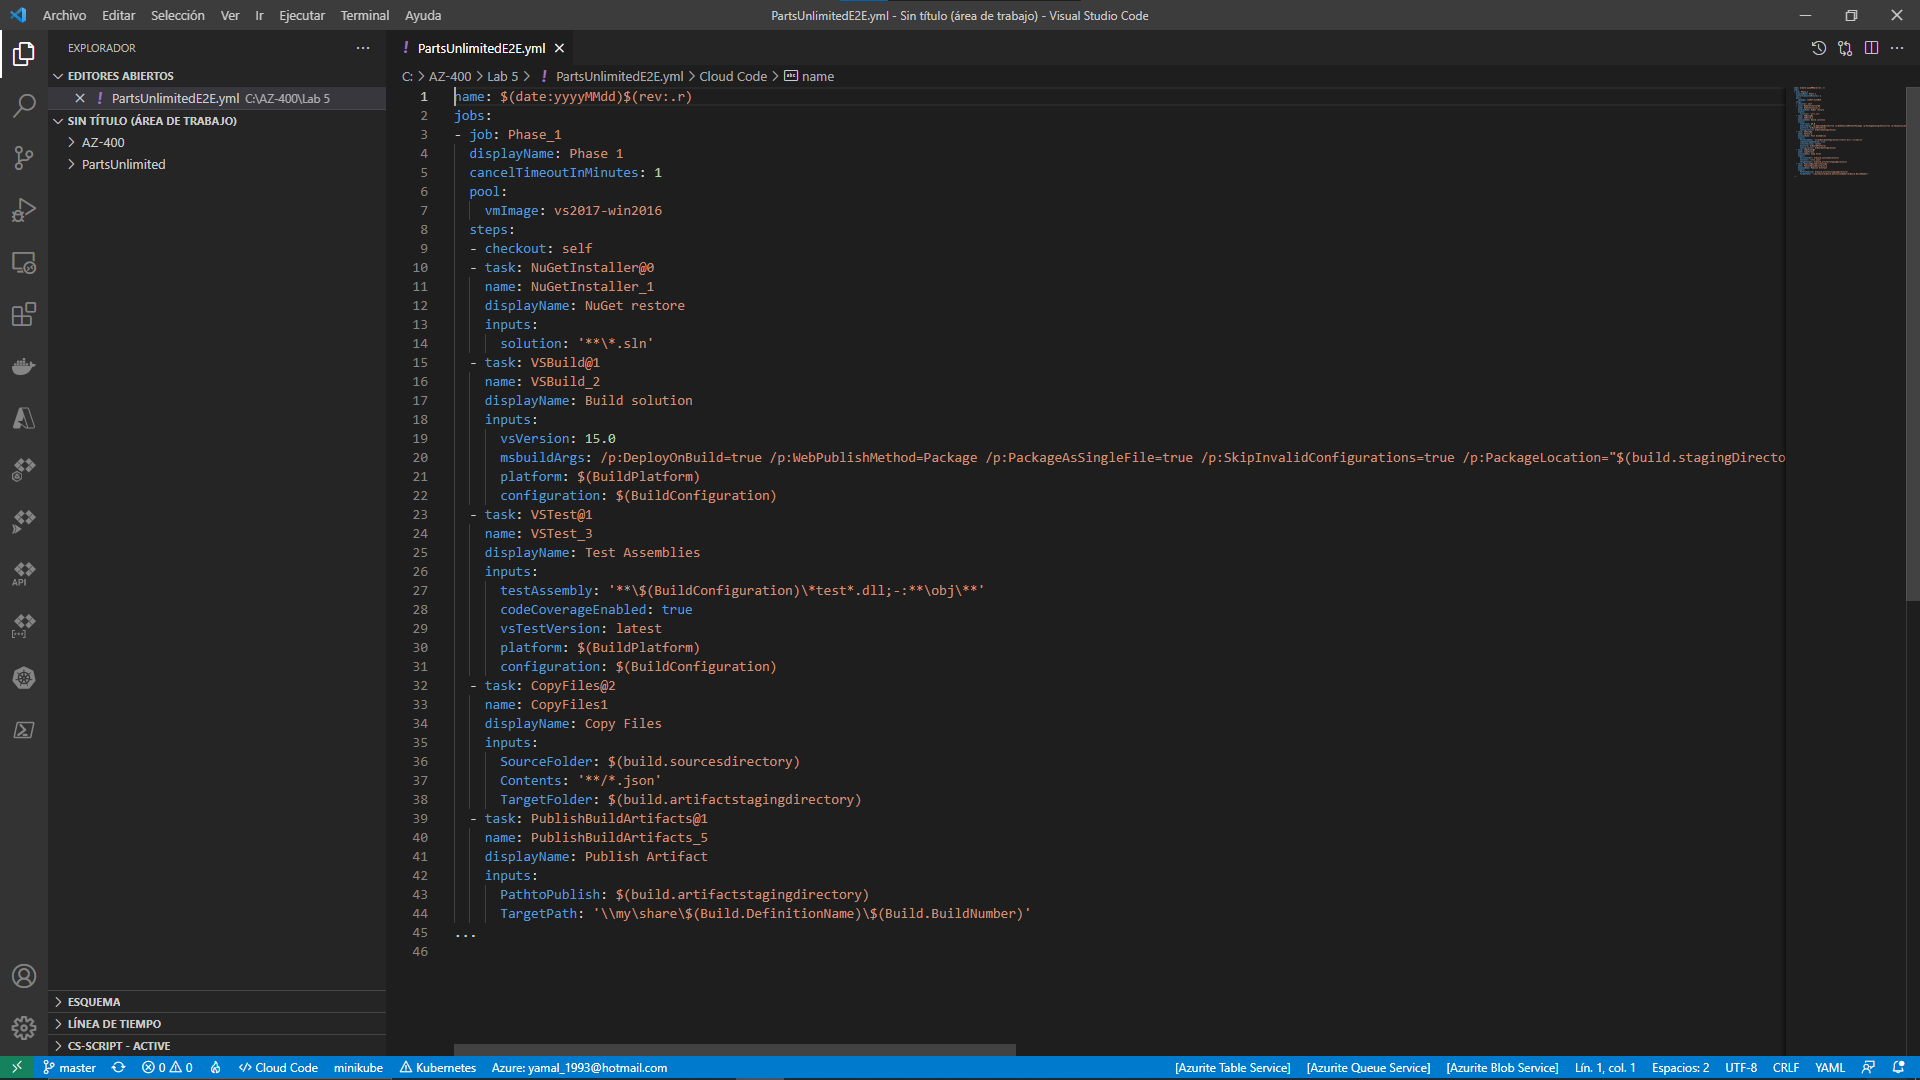 Archivo Editar Selección Ver Ir Ejecutar Terminal Ayuda
PartsUnlimitedE2E.yml - Sin título (área de trabajo) - Visual Studio Code
EXPLORADOR
EDITORES ABIERTOS
PartsUnlimitedE2E.yml C:\AZ-400\Lab 5
SIN TÍTULO (ÁREA DE TRABAJO)
AZ-400
PartsUnlimited
ESQUEMA
LÍNEA DE TIEMPO
CS-SCRIPT - ACTIVE
! PartsUnlimitedE2E.yml
C: > AZ-400 > Lab 5 > ! PartsUnlimitedE2E.yml > Cloud Code > abc name
1 name: $(date:yyyyMMdd)$(rev:.r)
2 jobs:
3 - job: Phase_1
4 displayName: Phase 1
5 cancelTimeoutInMinutes: 1
6 pool:
7 vmImage: vs2017-win2016
8 steps:
9 - checkout: self
10 - task: NuGetInstaller@0
11 name: NuGetInstaller_1
12 displayName: NuGet restore
13 inputs:
14 solution: '**\*.sln'
15 - task: VSBuild@1
16 name: VSBuild_2
17 displayName: Build solution
18 inputs:
19 vsVersion: 15.0
20 msbuildArgs: /p:DeployOnBuild=true /p:WebPublishMethod=Package /p:PackageAsSingleFile=true /p:SkipInvalidConfigurations=true /p:PackageLocation="$(build.stagingDirecto
21 platform: $(BuildPlatform)
22 configuration: $(BuildConfiguration)
23 - task: VSTest@1
24 name: VSTest_3
25 displayName: Test Assemblies
26 inputs:
27 testAssembly: '**\$(BuildConfiguration)\*test*.dll;-:**\obj\**'
28 codeCoverageEnabled: true
29 vsTestVersion: latest
30 platform: $(BuildPlatform)
31 configuration: $(BuildConfiguration)
32 - task: CopyFiles@2
33 name: CopyFiles1
34 displayName: Copy Files
35 inputs:
36 SourceFolder: $(build.sourcesdirectory)
37 Contents: '**/*.json'
38 TargetFolder: $(build.artifactstagingdirectory)
39 - task: PublishBuildArtifacts@1
40 name: PublishBuildArtifacts_5
41 displayName: Publish Artifact
42 inputs:
43 PathtoPublish: $(build.artifactstagingdirectory)
44 TargetPath: '\\my\share\$(Build.DefinitionName)\$(Build.BuildNumber)'
45 ...
46
API
master 0 0 Cloud Code minikube Kubernetes Azure: yamal_1993@hotmail.com
[Azurite Table Service] [Azurite Queue Service] [Azurite Blob Service] Lín. 1, col. 1 Espacios: 2 UTF-8 CRLF YAML